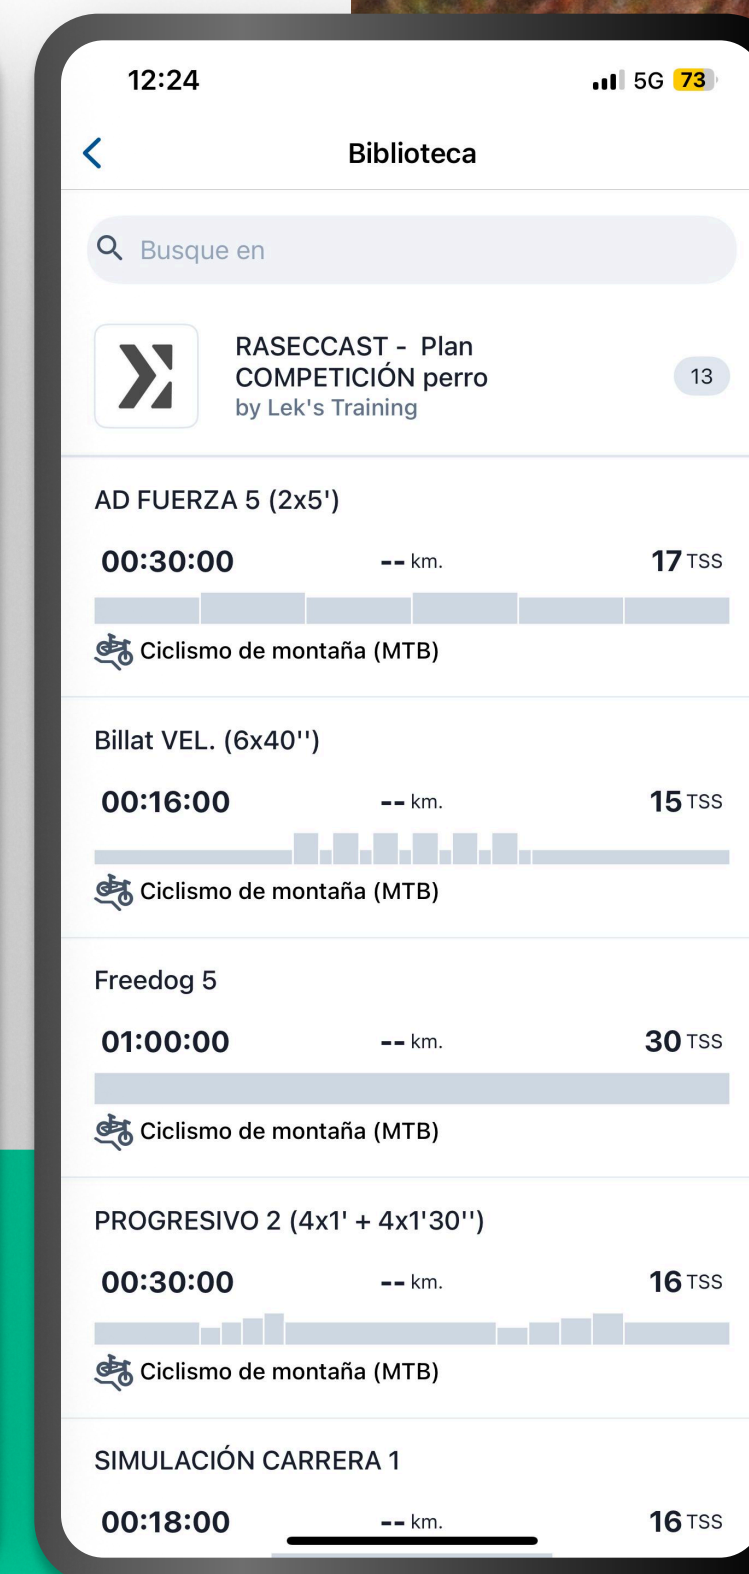 12:24
5G 73
Biblioteca
Busque en
RASECCAST - Plan
COMPETICIÓN perro
by Lek's Training
13
AD FUERZA 5 (2x5')
00:30:00 -- km. 17 TSS
Ciclismo de montaña (MTB)
Billat VEL. (6x40'')
00:16:00 -- km. 15 TSS
Ciclismo de montaña (MTB)
Freedog 5
01:00:00 -- km. 30 TSS
Ciclismo de montaña (MTB)
PROGRESIVO 2 (4x1' + 4x1'30'')
00:30:00 -- km. 16 TSS
Ciclismo de montaña (MTB)
SIMULACIÓN CARRERA 1
00:18:00 -- km. 16 TSS